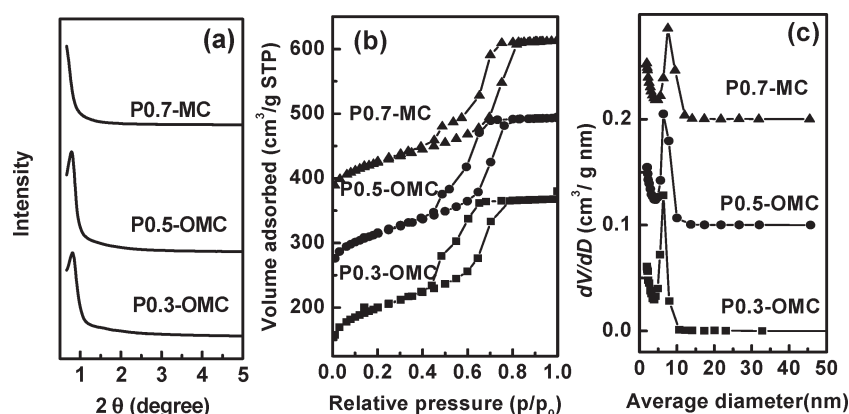 (a)
P0.7-MC
P0.5-OMC
P0.3-OMC
Intensity
1 2 3 4 5
2 θ (degree)
(b)
600
500
400
300
200
P0.7-MC
P0.5-OMC
P0.3-OMC
Volume adsorbed (cm³/g STP)
0.0 0.2 0.4 0.6 0.8 1.0
Relative pressure (p/p₀)
(c)
0.2
0.1
0.0
P0.7-MC
P0.5-OMC
P0.3-OMC
dV/dD (cm³/ g nm)
0 10 20 30 40 50
Average diameter(nm)